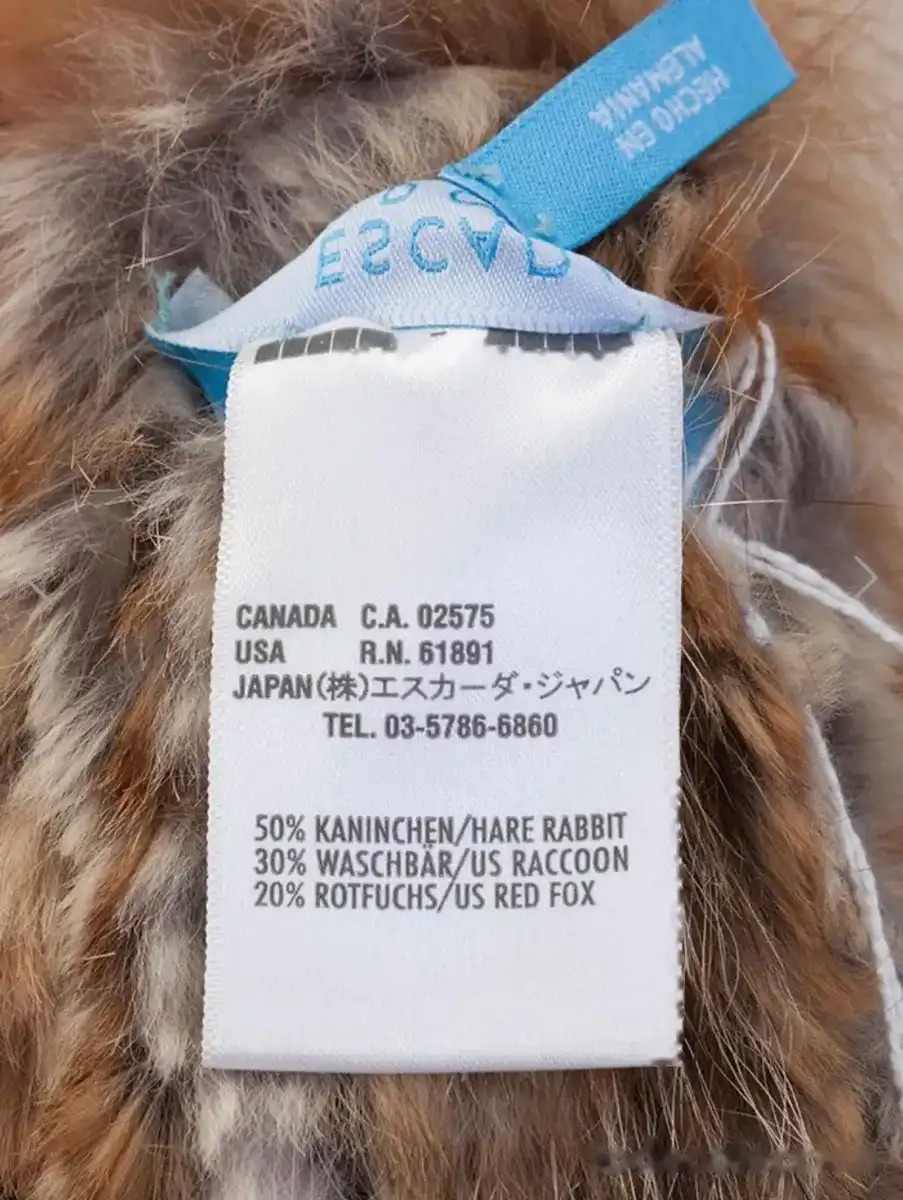 HECHO EN
ALEMANIA
ESCAD
CANADA C.A. 02575
USA R.N. 61891
JAPAN(株)エスカーダ・ジャパン
TEL. 03-5786-6860
50% KANINCHEN/HARE RABBIT
30% WASCHBÄR/US RACCOON
20% ROTFUCHS/US RED FOX